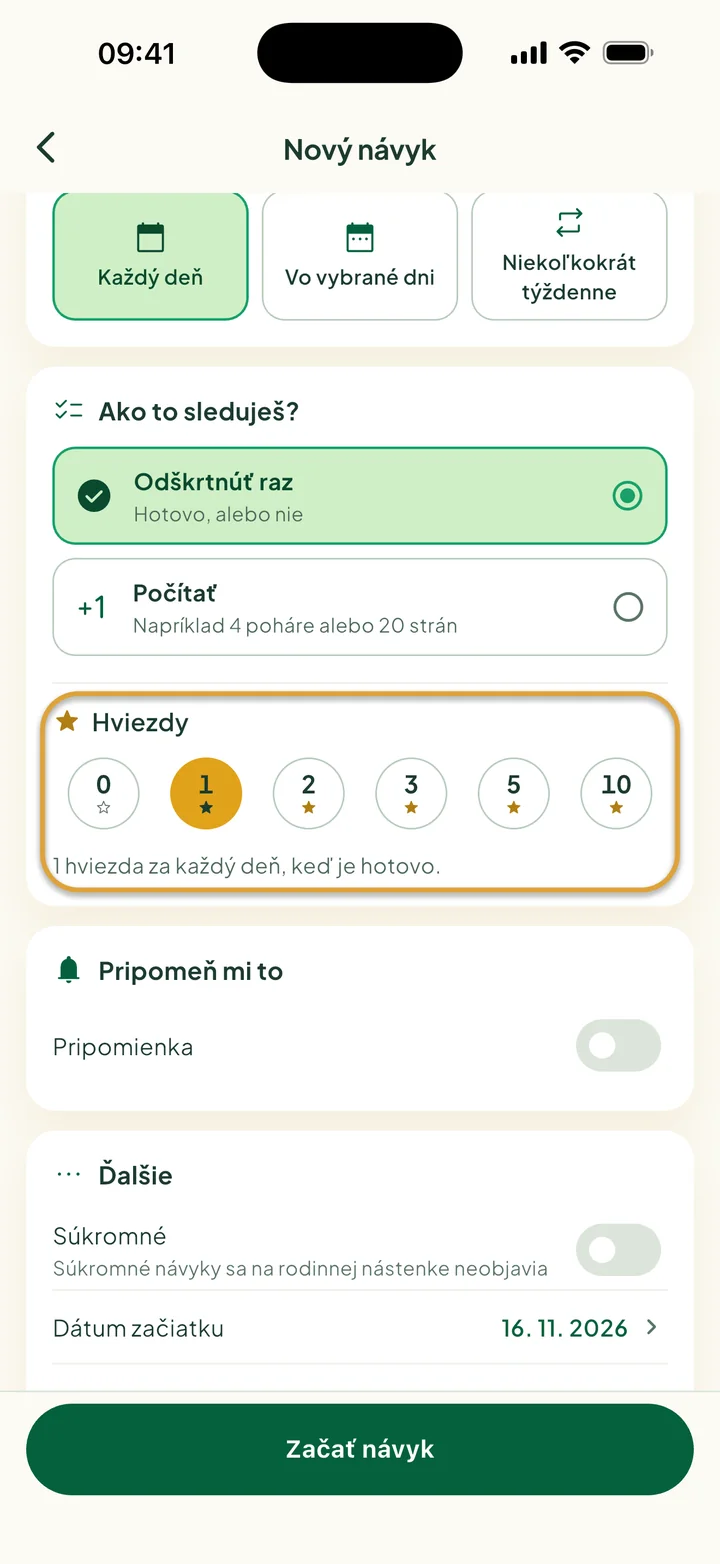 09:41
Nový návyk
Každý deň
Vo vybrané dni
Niekoľkokrát
týždenne
Ako to sleduješ?
Odškrtnúť raz
Hotovo, alebo nie
+1
Počítať
Napríklad 4 poháre alebo 20 strán
Hviezdy
0 1 2 3 5 10
1 hviezda za každý deň, keď je hotovo.
Pripomeň mi to
Pripomienka
Ďalšie
Súkromné
Súkromné návyky sa na rodinnej nástenke neobjavia
Dátum začiatku 16. 11. 2026
Začať návyk